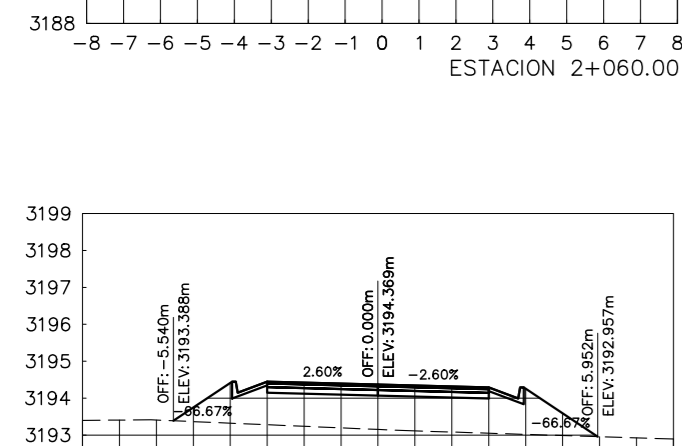 3188
-8 -7 -6 -5 -4 -3 -2 -1 0 1 2 3 4 5 6 7 8
ESTACION 2+060.00
3199
3198
3197
3196
3195
3194
3193
OFF: -5.540m
ELEV: 3193.388m
-66.67%
2.60%
OFF: 0.000m
ELEV: 3194.369m
-2.60%
-66.67%
OFF: 5.952m
ELEV: 3192.957m